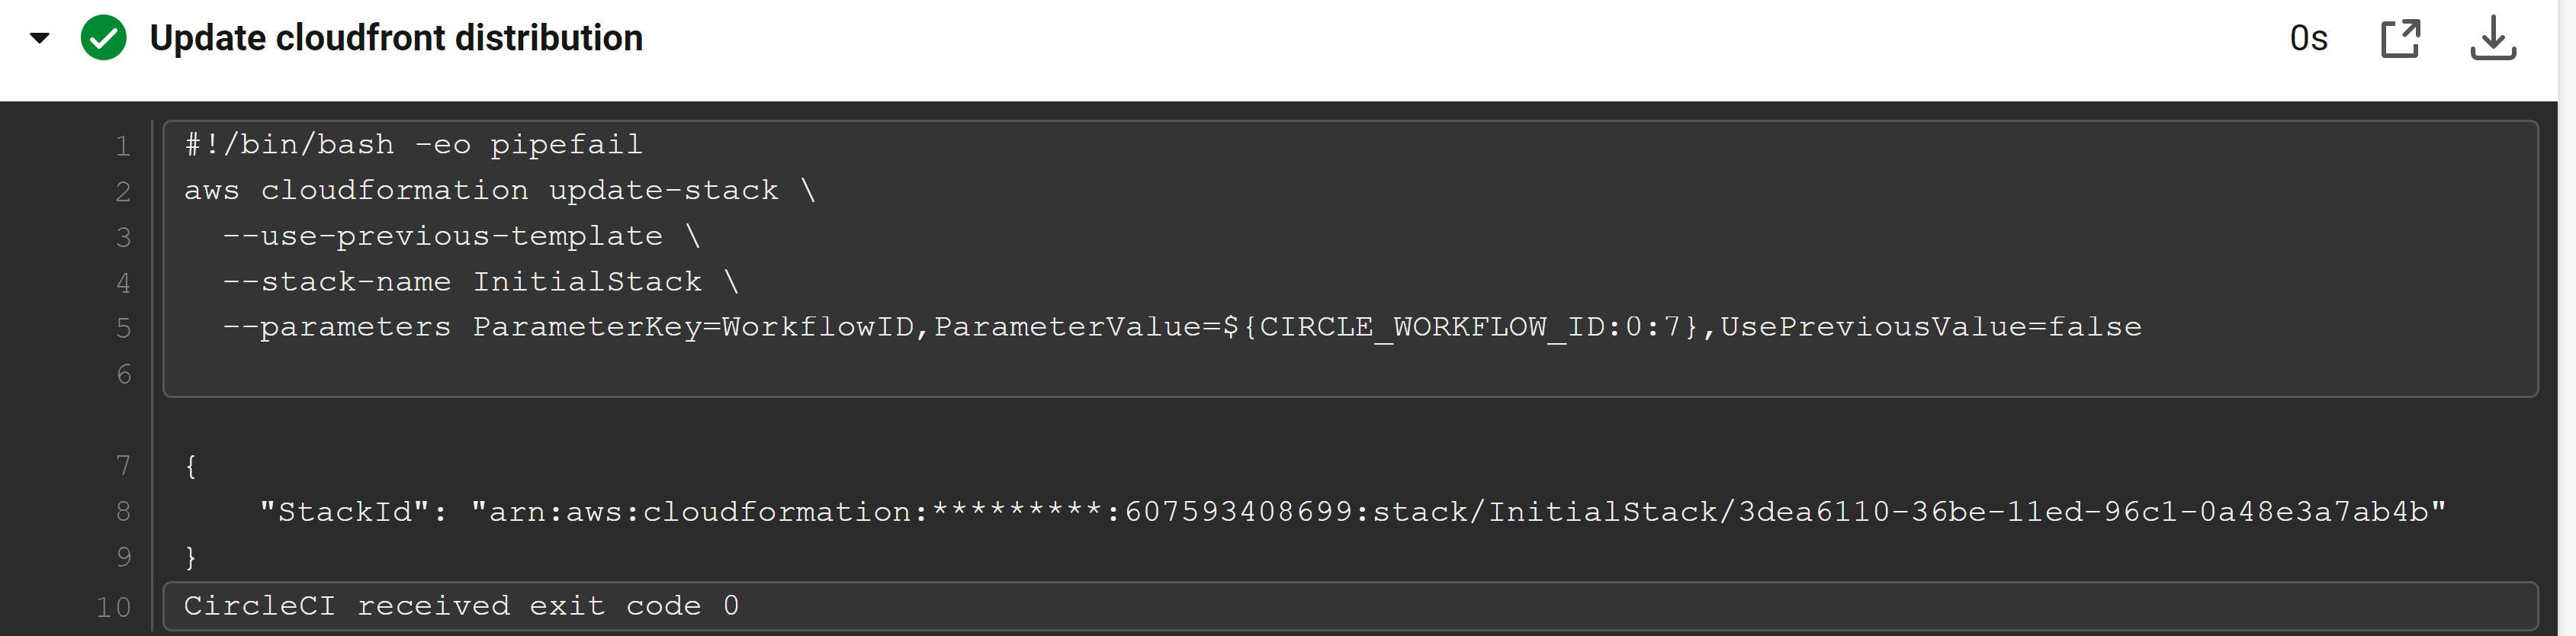 Update cloudfront distribution 0s
1 #!/bin/bash -eo pipefail
2 aws cloudformation update-stack \
3   --use-previous-template \
4   --stack-name InitialStack \
5   --parameters ParameterKey=WorkflowID,ParameterValue=${CIRCLE_WORKFLOW_ID:0:7},UsePreviousValue=false
6
7 {
8     "StackId": "arn:aws:cloudformation:*********:607593408699:stack/InitialStack/3dea6110-36be-11ed-96c1-0a48e3a7ab4b"
9 }
10 CircleCI received exit code 0